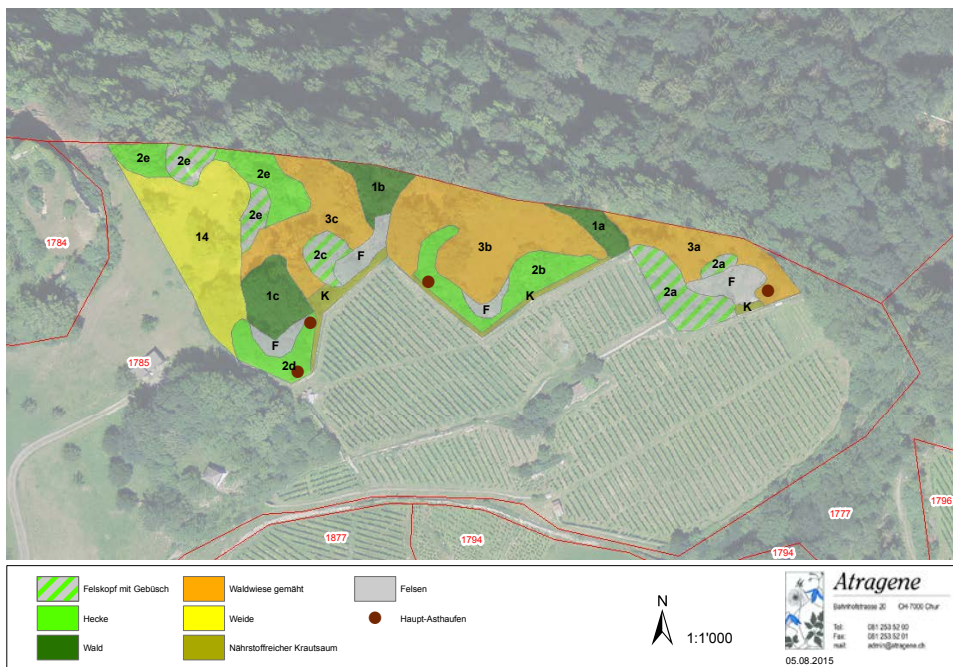 2e
2e
2e
1b
2e
3c
1a
14
3b
3a
2c
F
2a
2b
F
1c
K
K
2a
F
K
F
2d
1784
1785
1877
1794
1777
1796
1794
Felskopf mit Gebüsch
Hecke
Wald
Waldwiese gemäht
Weide
Nährstoffreicher Krautsaum
Felsen
Haupt-Asthaufen
N
1:1'000
Atragene
Bahnhofstrasse 20 CH-7000 Chur
Tel: 081 253 52 00
Fax: 081 253 52 01
mail: admin@atragene.ch
05.08.2015